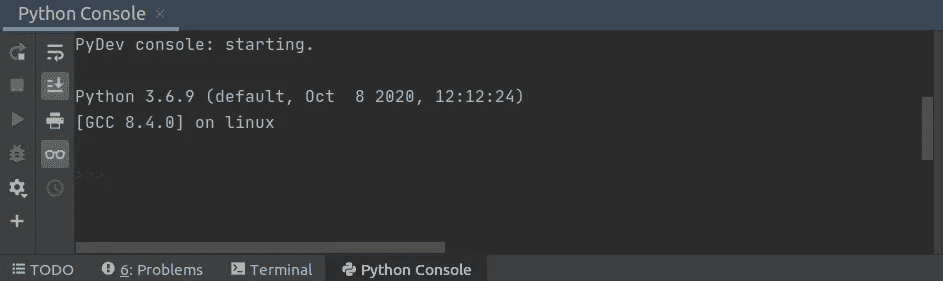 Python Console ×
PyDev console: starting.
Python 3.6.9 (default, Oct  8 2020, 12:12:24)
[GCC 8.4.0] on linux
>>>
TODO
6: Problems
Terminal
Python Console